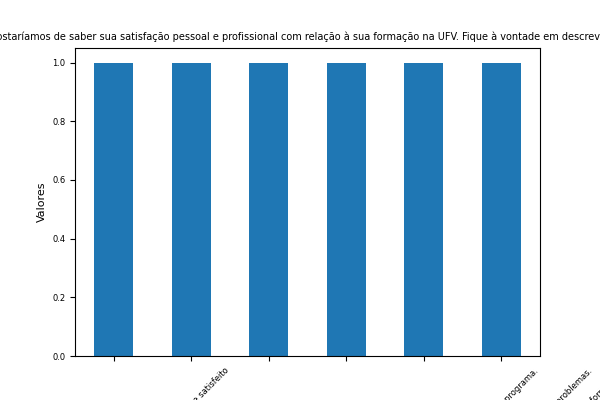 ostaríamos de saber sua satisfação pessoal e profissional com relação à sua formação na UFV. Fique à vontade em descrev
1.0
0.8
0.6
0.4
0.2
0.0
Valores
e satisfeito
programa.
problemas.